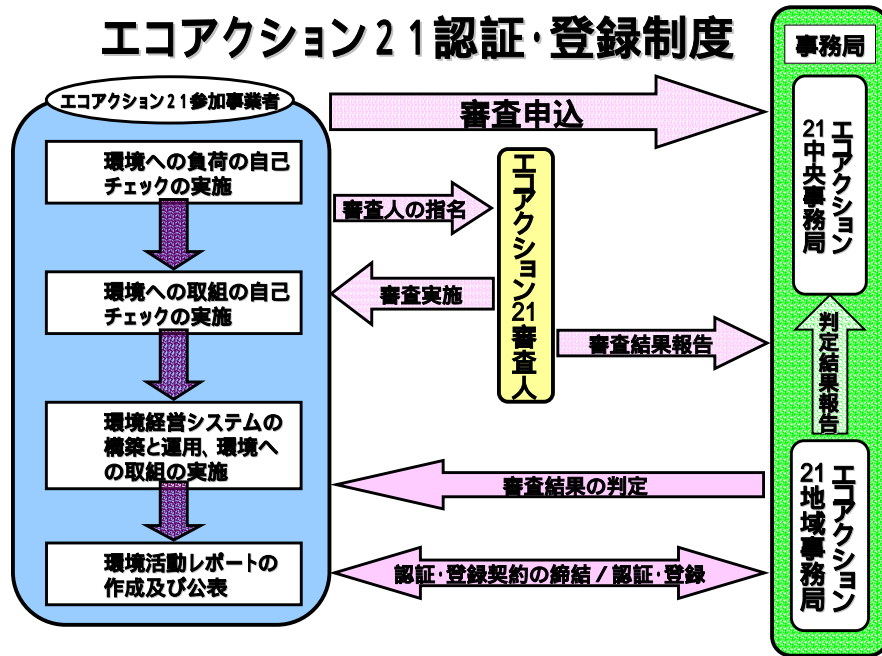 エコアクション21認証・登録制度
事務局
エコアクション21参加事業者
環境への負荷の自己
チェックの実施
環境への取組の自己
チェックの実施
環境経営システムの
構築と運用、環境へ
の取組の実施
環境活動レポートの
作成及び公表
審査申込
審査人の指名
審査実施
エコアクション21審査人
審査結果報告
審査結果の判定
認証・登録契約の締結/認証・登録
エコアクション
21中央事務局
判定結果報告
エコアクション
21地域事務局